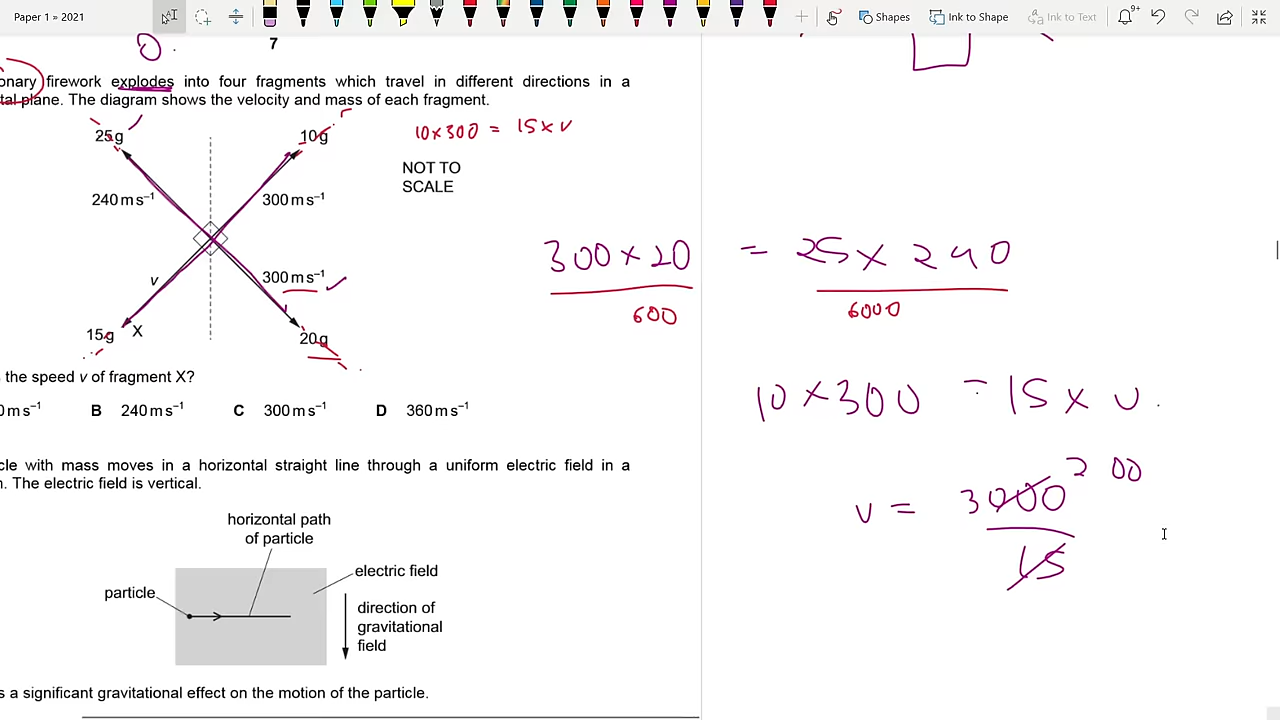 Paper 1 » 2021
Shapes
Ink to Shape
Ink to Text
9+
7
onary firework explodes into four fragments which travel in different directions in a
tal plane. The diagram shows the velocity and mass of each fragment.
25g
10g
10×300 = 15×v
NOT TO
SCALE
240 m s⁻¹
300 m s⁻¹
300×20 = 25×240
v
300 m s⁻¹
600
6000
15g
X
20g
the speed v of fragment X?
10×300 = 15×v.
0 m s⁻¹
B 240 m s⁻¹
C 300 m s⁻¹
D 360 m s⁻¹
cle with mass moves in a horizontal straight line through a uniform electric field in a
n. The electric field is vertical.
v = 3000 200
15
horizontal path
of particle
electric field
particle
direction of
gravitational
field
s a significant gravitational effect on the motion of the particle.